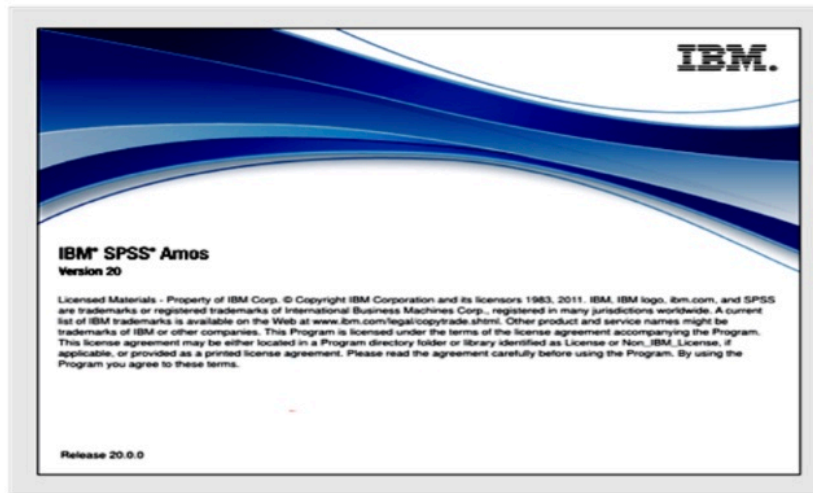 IBM.
IBM® SPSS® Amos
Version 20
Licensed Materials - Property of IBM Corp. © Copyright IBM Corporation and its licensors 1983, 2011. IBM, IBM logo, ibm.com, and SPSS
are trademarks or registered trademarks of International Business Machines Corp., registered in many jurisdictions worldwide. A current
list of IBM trademarks is available on the Web at www.ibm.com/legal/copytrade.shtml. Other product and service names might be
trademarks of IBM or other companies. This Program is licensed under the terms of the license agreement accompanying the Program.
This license agreement may be either located in a Program directory folder or library identified as License or Non_IBM_License, if
applicable, or provided as a printed license agreement. Please read the agreement carefully before using the Program. By using the
Program you agree to these terms.
Release 20.0.0